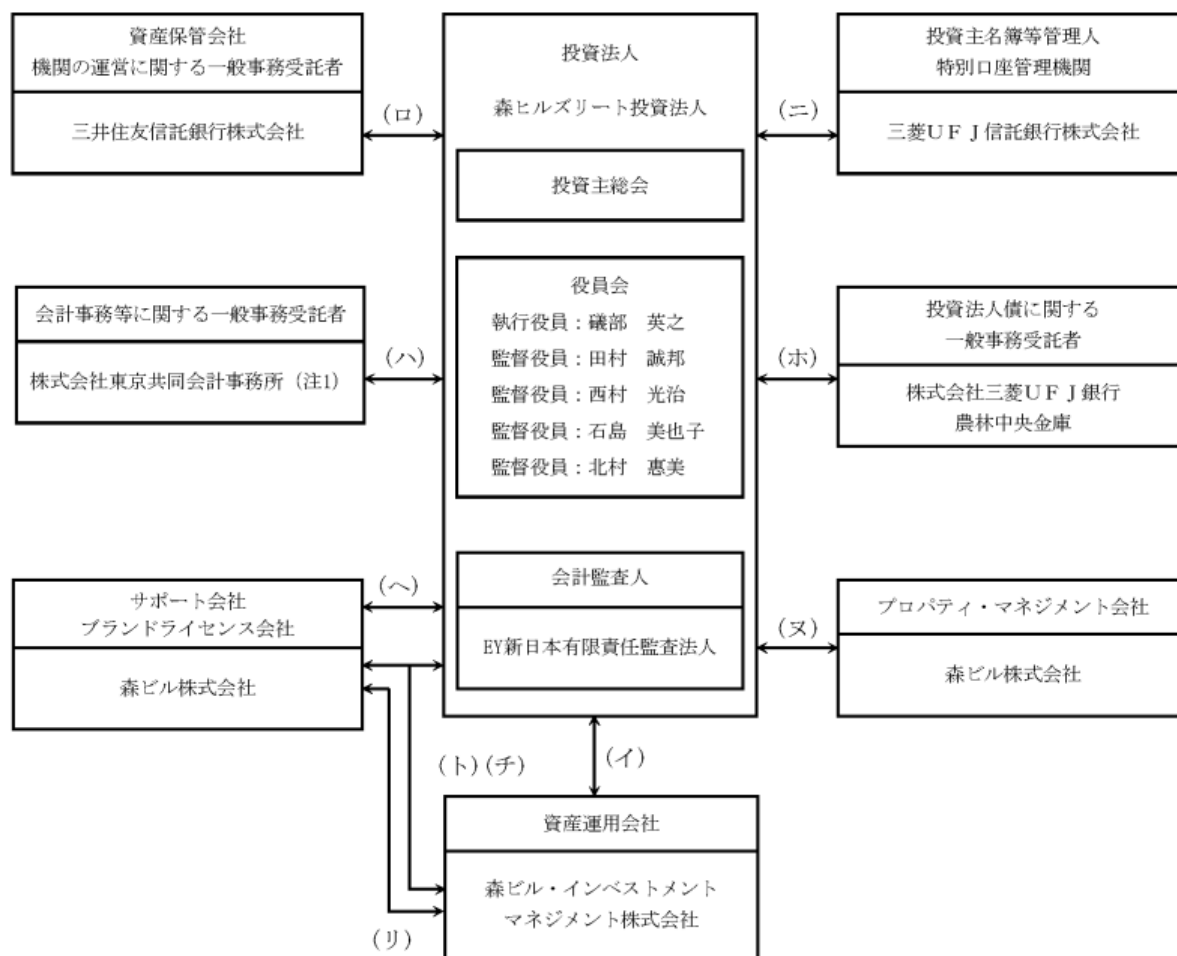 資産保管会社
機関の運営に関する一般事務受託者
三井住友信託銀行株式会社
(ロ)
投資法人
森ヒルズリート投資法人
投資主総会
(ニ)
投資主名簿等管理人
特別口座管理機関
三菱UFJ信託銀行株式会社
会計事務等に関する一般事務受託者
株式会社東京共同会計事務所(注1)
(ハ)
役員会
執行役員:礒部 英之
監督役員:田村 誠邦
監督役員:西村 光治
監督役員:石島 美也子
監督役員:北村 惠美
(ホ)
投資法人債に関する
一般事務受託者
株式会社三菱UFJ銀行
農林中央金庫
サポート会社
ブランドライセンス会社
森ビル株式会社
(ヘ)
会計監査人
EY新日本有限責任監査法人
(ヌ)
プロパティ・マネジメント会社
森ビル株式会社
(ト)(チ)
(イ)
資産運用会社
森ビル・インベストメント
マネジメント株式会社
(リ)